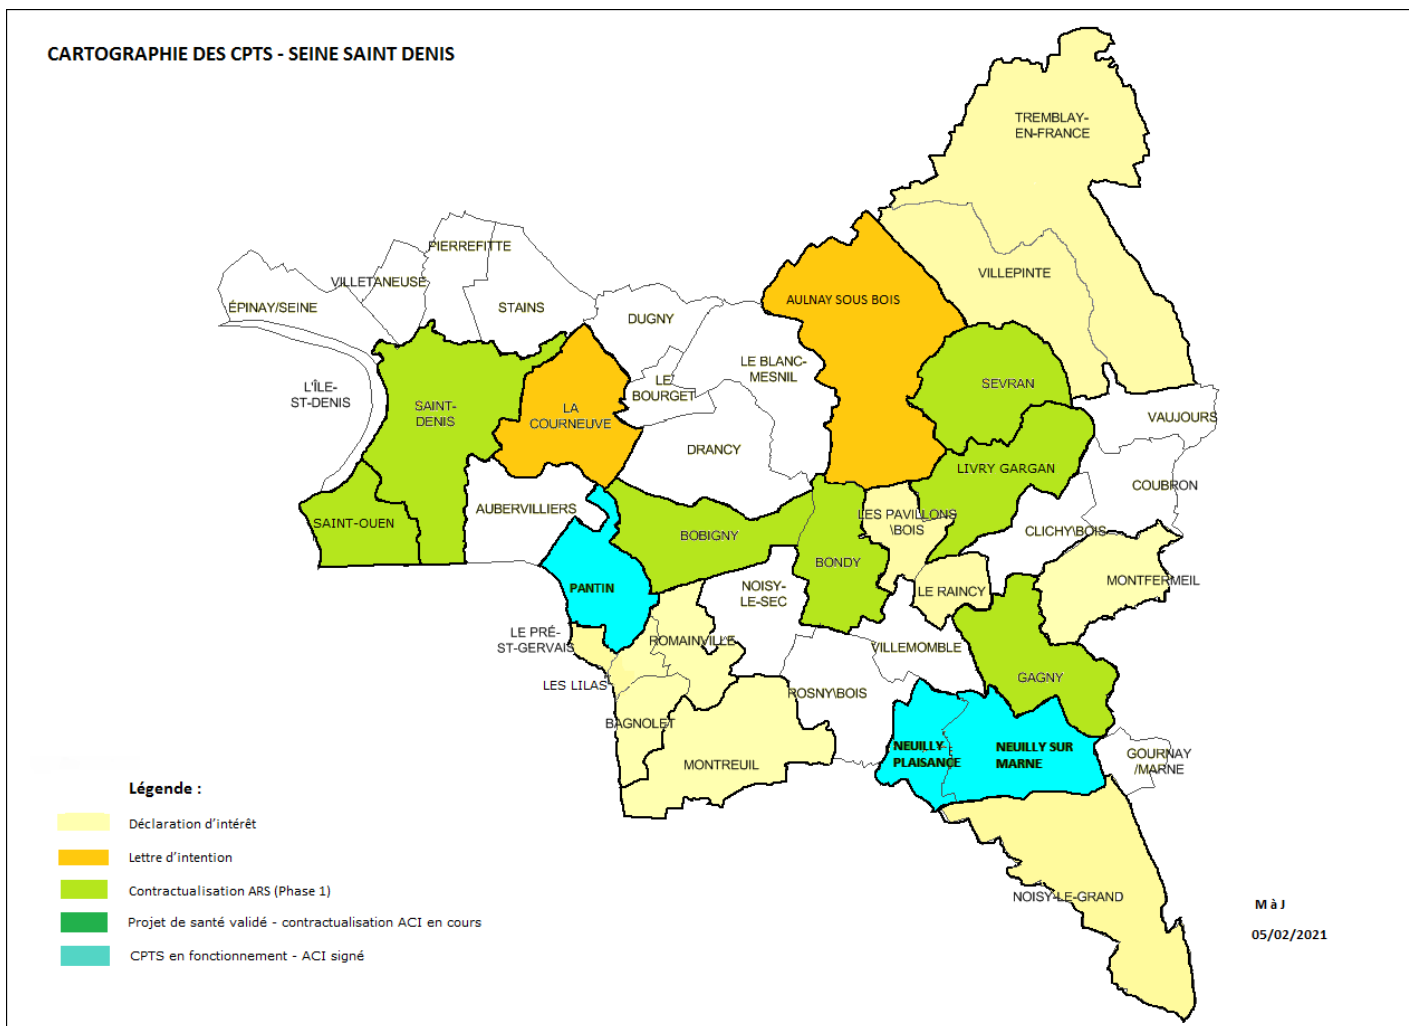 CARTOGRAPHIE DES CPTS - SEINE SAINT DENIS
TREMBLAY-
EN-FRANCE
PIERREFITTE
VILLETANEUSE
VILLEPINTE
ÉPINAY/SEINE
STAINS
AULNAY SOUS BOIS
DUGNY
LE BLANC-
MESNIL
L'ÎLE-
ST-DENIS
LE
BOURGET
SEVRAN
SAINT-
DENIS
LA
COURNEUVE
VAUJOURS
DRANCY
LIVRY GARGAN
COUBRON
AUBERVILLIERS
SAINT-OUEN
LES PAVILLONS
\BOIS
CLICHY\BOIS
BOBIGNY
BONDY
MONTFERMEIL
PANTIN
NOISY-
LE-SEC
LE RAINCY
LE PRÉ-
ST-GERVAIS
ROMAINVILLE
VILLEMOMBLE
GAGNY
LES LILAS
ROSNY\BOIS
BAGNOLET
NEUILLY
PLAISANCE
NEUILLY SUR
MARNE
GOURNAY
/MARNE
MONTREUIL
NOISY-LE-GRAND
Légende :
Déclaration d'intérêt
Lettre d'intention
Contractualisation ARS (Phase 1)
Projet de santé validé - contractualisation ACI en cours
CPTS en fonctionnement - ACI signé
M à J
05/02/2021